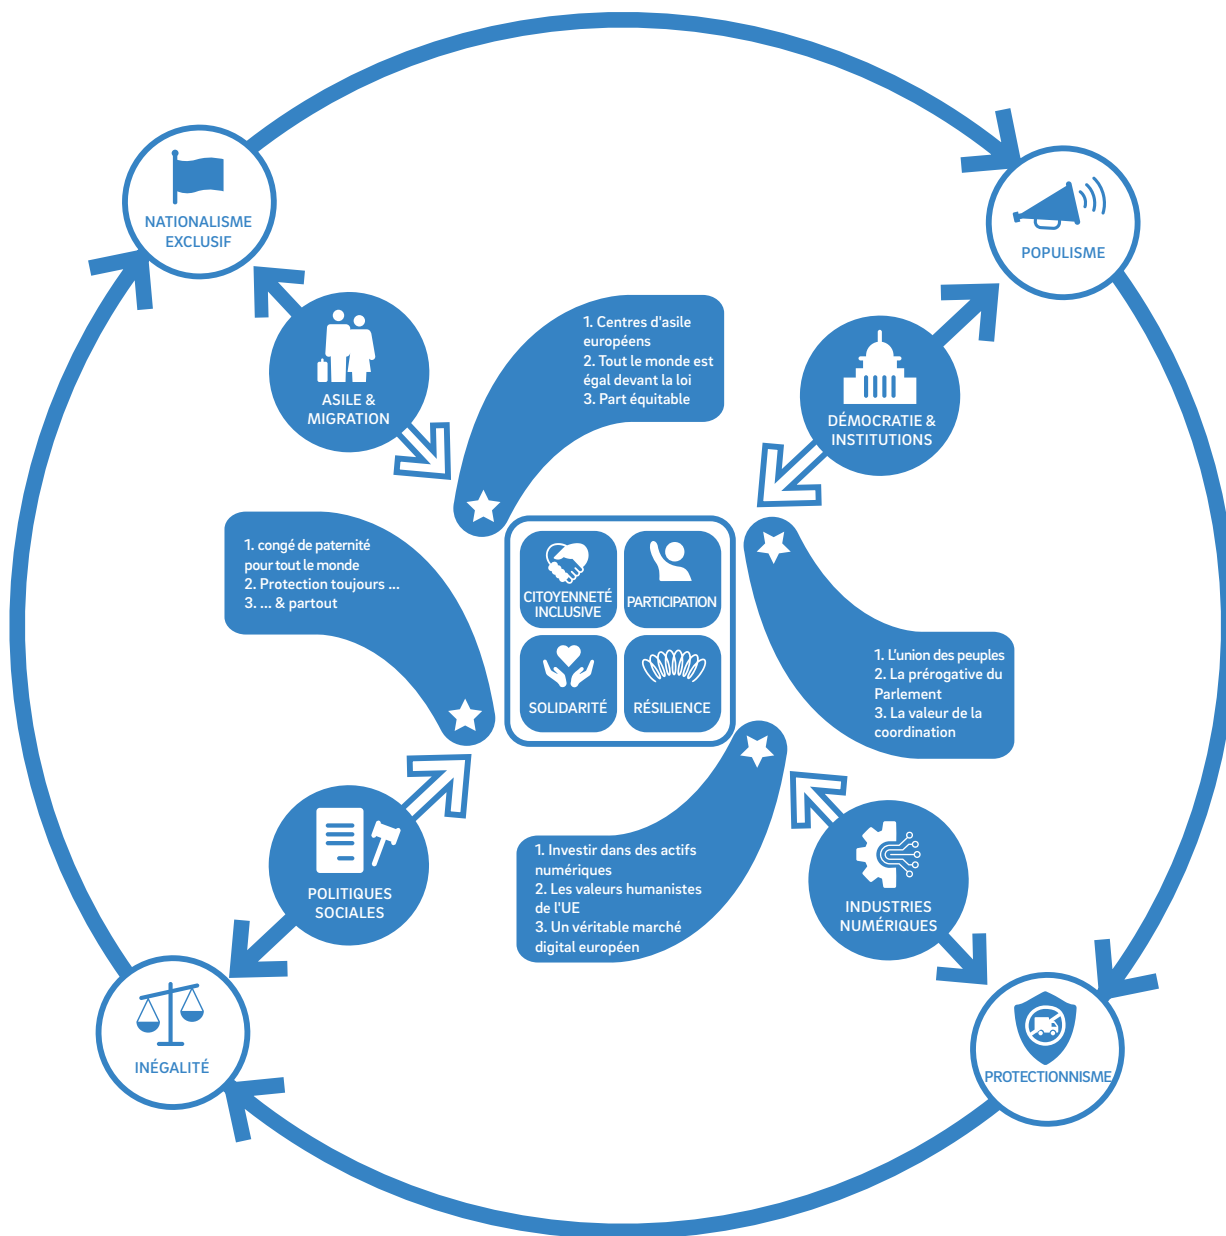 NATIONALISME
EXCLUSIF
POPULISME
ASILE &
MIGRATION
1. Centres d'asile
européens
2. Tout le monde est
égal devant la loi
3. Part équitable
DÉMOCRATIE &
INSTITUTIONS
1. congé de paternité
pour tout le monde
2. Protection toujours ...
3. ... & partout
CITOYENNETÉ
INCLUSIVE
PARTICIPATION
SOLIDARITÉ
RÉSILIENCE
1. L'union des peuples
2. La prérogative du
Parlement
3. La valeur de la
coordination
POLITIQUES
SOCIALES
1. Investir dans des actifs
numériques
2. Les valeurs humanistes
de l'UE
3. Un véritable marché
digital européen
INDUSTRIES
NUMÉRIQUES
INÉGALITÉ
PROTECTIONNISME